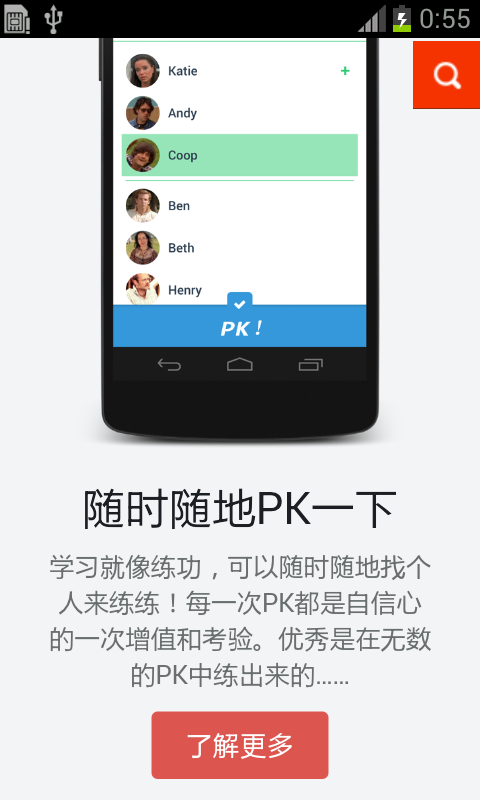 0:55
Katie
+
Andy
Coop
Ben
Beth
Henry
PK !
随时随地PK一下
学习就像练功，可以随时随地找个
人来练练！每一次PK都是自信心
的一次增值和考验。优秀是在无数
的PK中练出来的……
了解更多